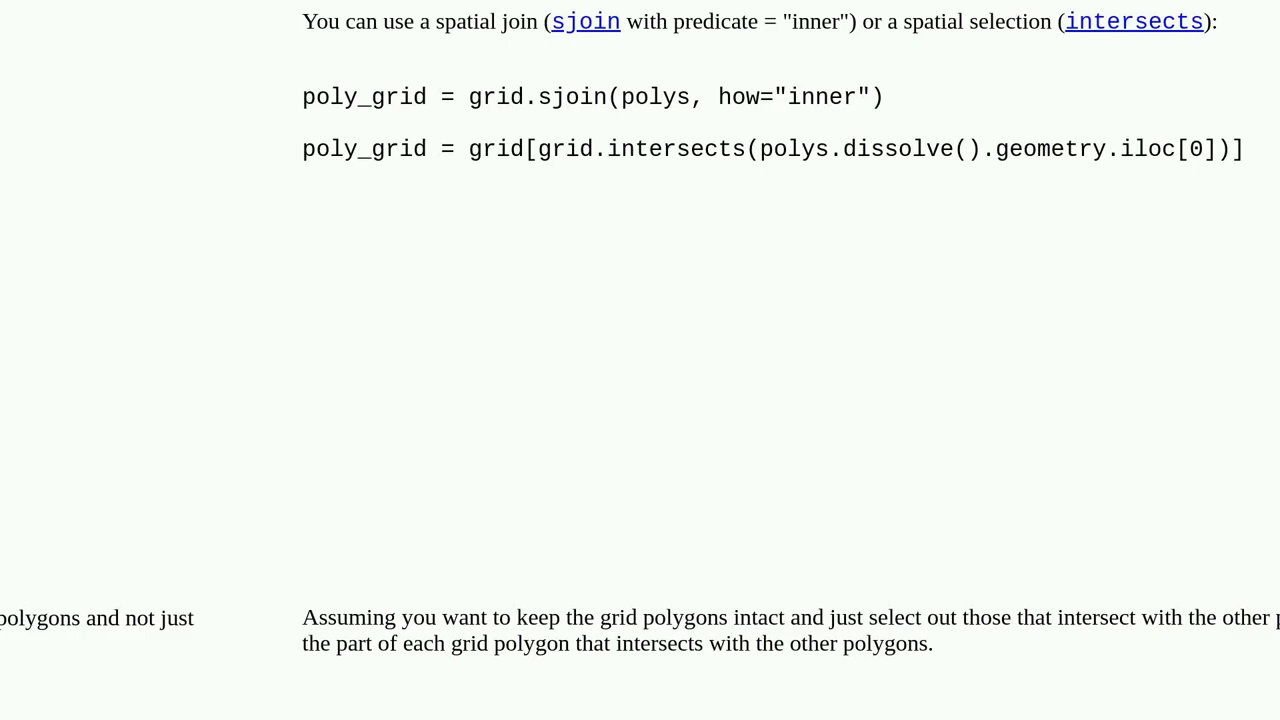 You can use a spatial join (sjoin with predicate = "inner") or a spatial selection (intersects):
poly_grid = grid.sjoin(polys, how="inner")
poly_grid = grid[grid.intersects(polys.dissolve().geometry.iloc[0])]
polygons and not just
Assuming you want to keep the grid polygons intact and just select out those that intersect with the other
the part of each grid polygon that intersects with the other polygons.